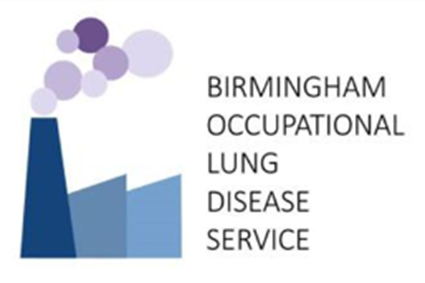 BIRMINGHAM
OCCUPATIONAL
LUNG
DISEASE
SERVICE